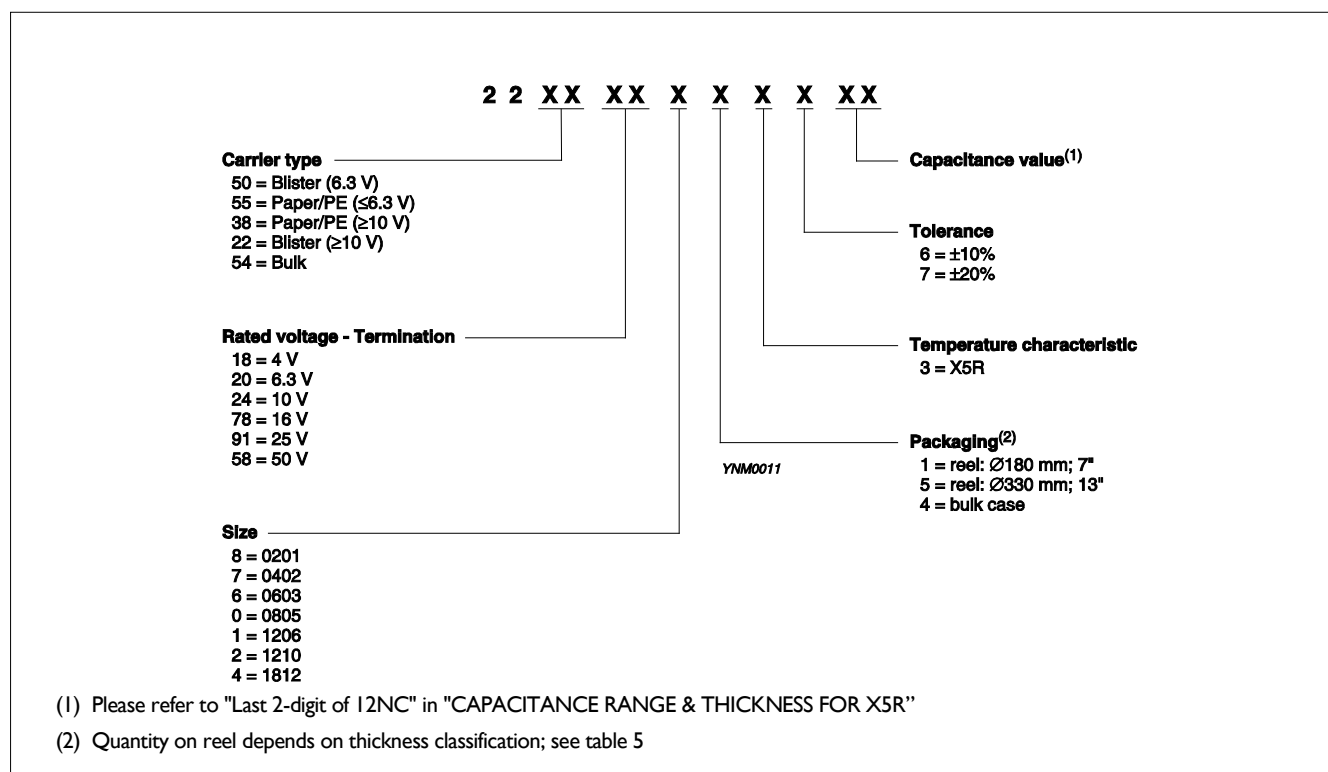 2 2 X X X X X X X X X X
Carrier type
50 = Blister (6.3 V)
55 = Paper/PE (≤6.3 V)
38 = Paper/PE (≥10 V)
22 = Blister (≥10 V)
54 = Bulk
Rated voltage - Termination
18 = 4 V
20 = 6.3 V
24 = 10 V
78 = 16 V
91 = 25 V
58 = 50 V
Size
8 = 0201
7 = 0402
6 = 0603
0 = 0805
1 = 1206
2 = 1210
4 = 1812
Capacitance value(1)
Tolerance
6 = ±10%
7 = ±20%
Temperature characteristic
3 = X5R
Packaging(2)
1 = reel: Ø180 mm; 7"
5 = reel: Ø330 mm; 13"
4 = bulk case
YNM0011
(1) Please refer to "Last 2-digit of 12NC" in "CAPACITANCE RANGE & THICKNESS FOR X5R”
(2) Quantity on reel depends on thickness classification; see table 5